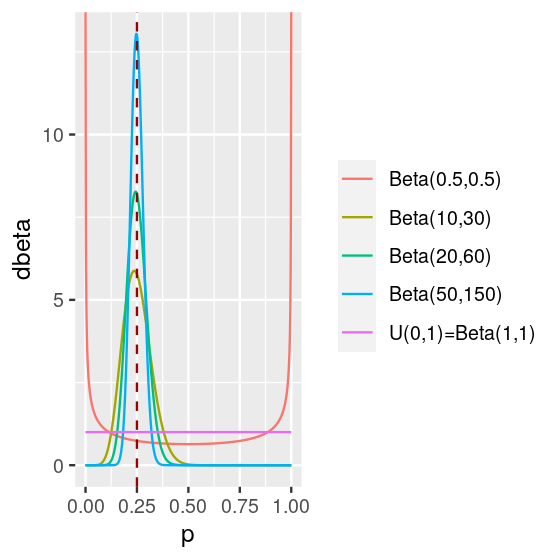 dbeta
10
5
0
0.00 0.25 0.50 0.75 1.00
p
Beta(0.5,0.5)
Beta(10,30)
Beta(20,60)
Beta(50,150)
U(0,1)=Beta(1,1)